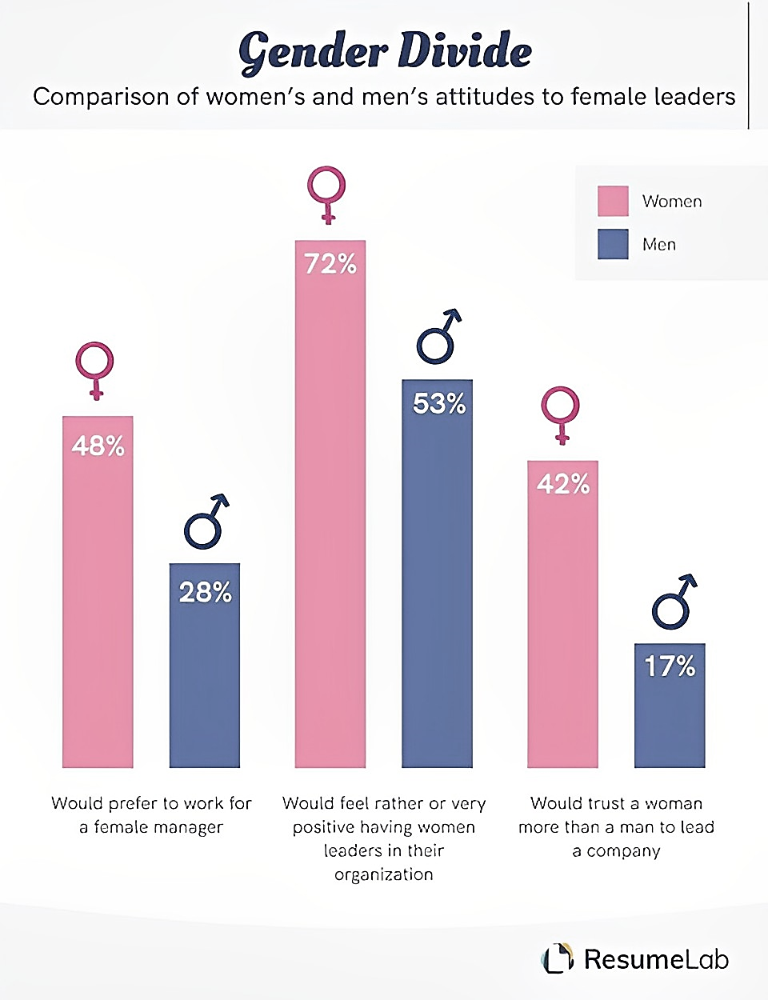 Gender Divide
Comparison of women's and men's attitudes to female leaders
Women
Men
72%
53%
48%
42%
28%
17%
Would prefer to work for
a female manager
Would feel rather or very
positive having women
leaders in their
organization
Would trust a woman
more than a man to lead
a company
ResumeLab